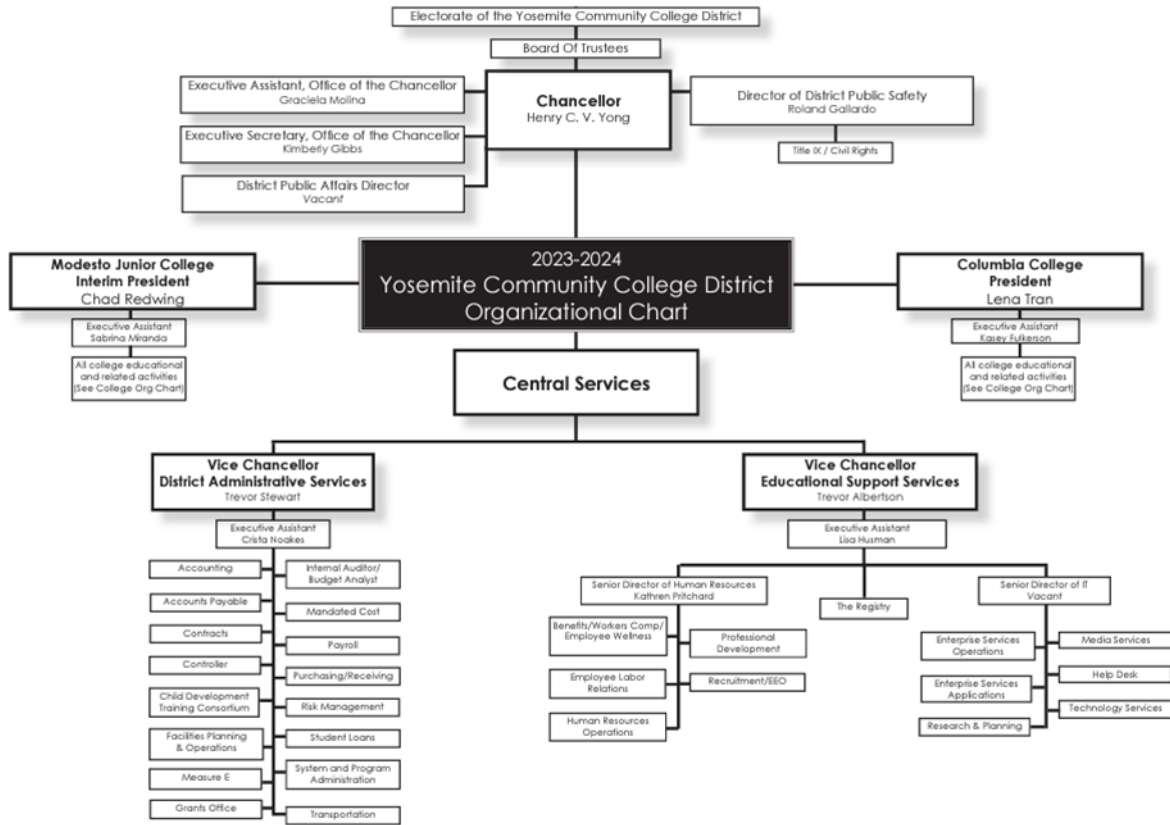 Electorate of the Yosemite Community College District
Board Of Trustees
Executive Assistant, Office of the Chancellor
Graciela Molina
Chancellor
Henry C. V. Yong
Director of District Public Safety
Roland Gallardo
Executive Secretary, Office of the Chancellor
Kimberly Gibbs
Title IX / Civil Rights
District Public Affairs Director
Vacant
Modesto Junior College
Interim President
Chad Redwing
2023-2024
Yosemite Community College District
Organizational Chart
Columbia College
President
Lena Tran
Executive Assistant
Sabrina Miranda
Executive Assistant
Kasey Fulkerson
All college educational
and related activities
(See College Org Chart)
Central Services
All college educational
and related activities
(See College Org Chart)
Vice Chancellor
District Administrative Services
Trevor Stewart
Vice Chancellor
Educational Support Services
Trevor Albertson
Executive Assistant
Crista Noakes
Executive Assistant
Lisa Husman
Accounting
Internal Auditor/
Budget Analyst
Accounts Payable
Mandated Cost
Contracts
Payroll
Controller
Purchasing/Receiving
Child Development
Training Consortium
Risk Management
Facilities Planning
& Operations
Student Loans
Measure E
System and Program
Administration
Grants Office
Transportation
Senior Director of Human Resources
Kathren Pritchard
The Registry
Senior Director of IT
Vacant
Benefits/Workers Comp/
Employee Wellness
Professional
Development
Employee Labor
Relations
Recruitment/EEO
Human Resources
Operations
Enterprise Services
Operations
Media Services
Enterprise Services
Applications
Help Desk
Research & Planning
Technology Services